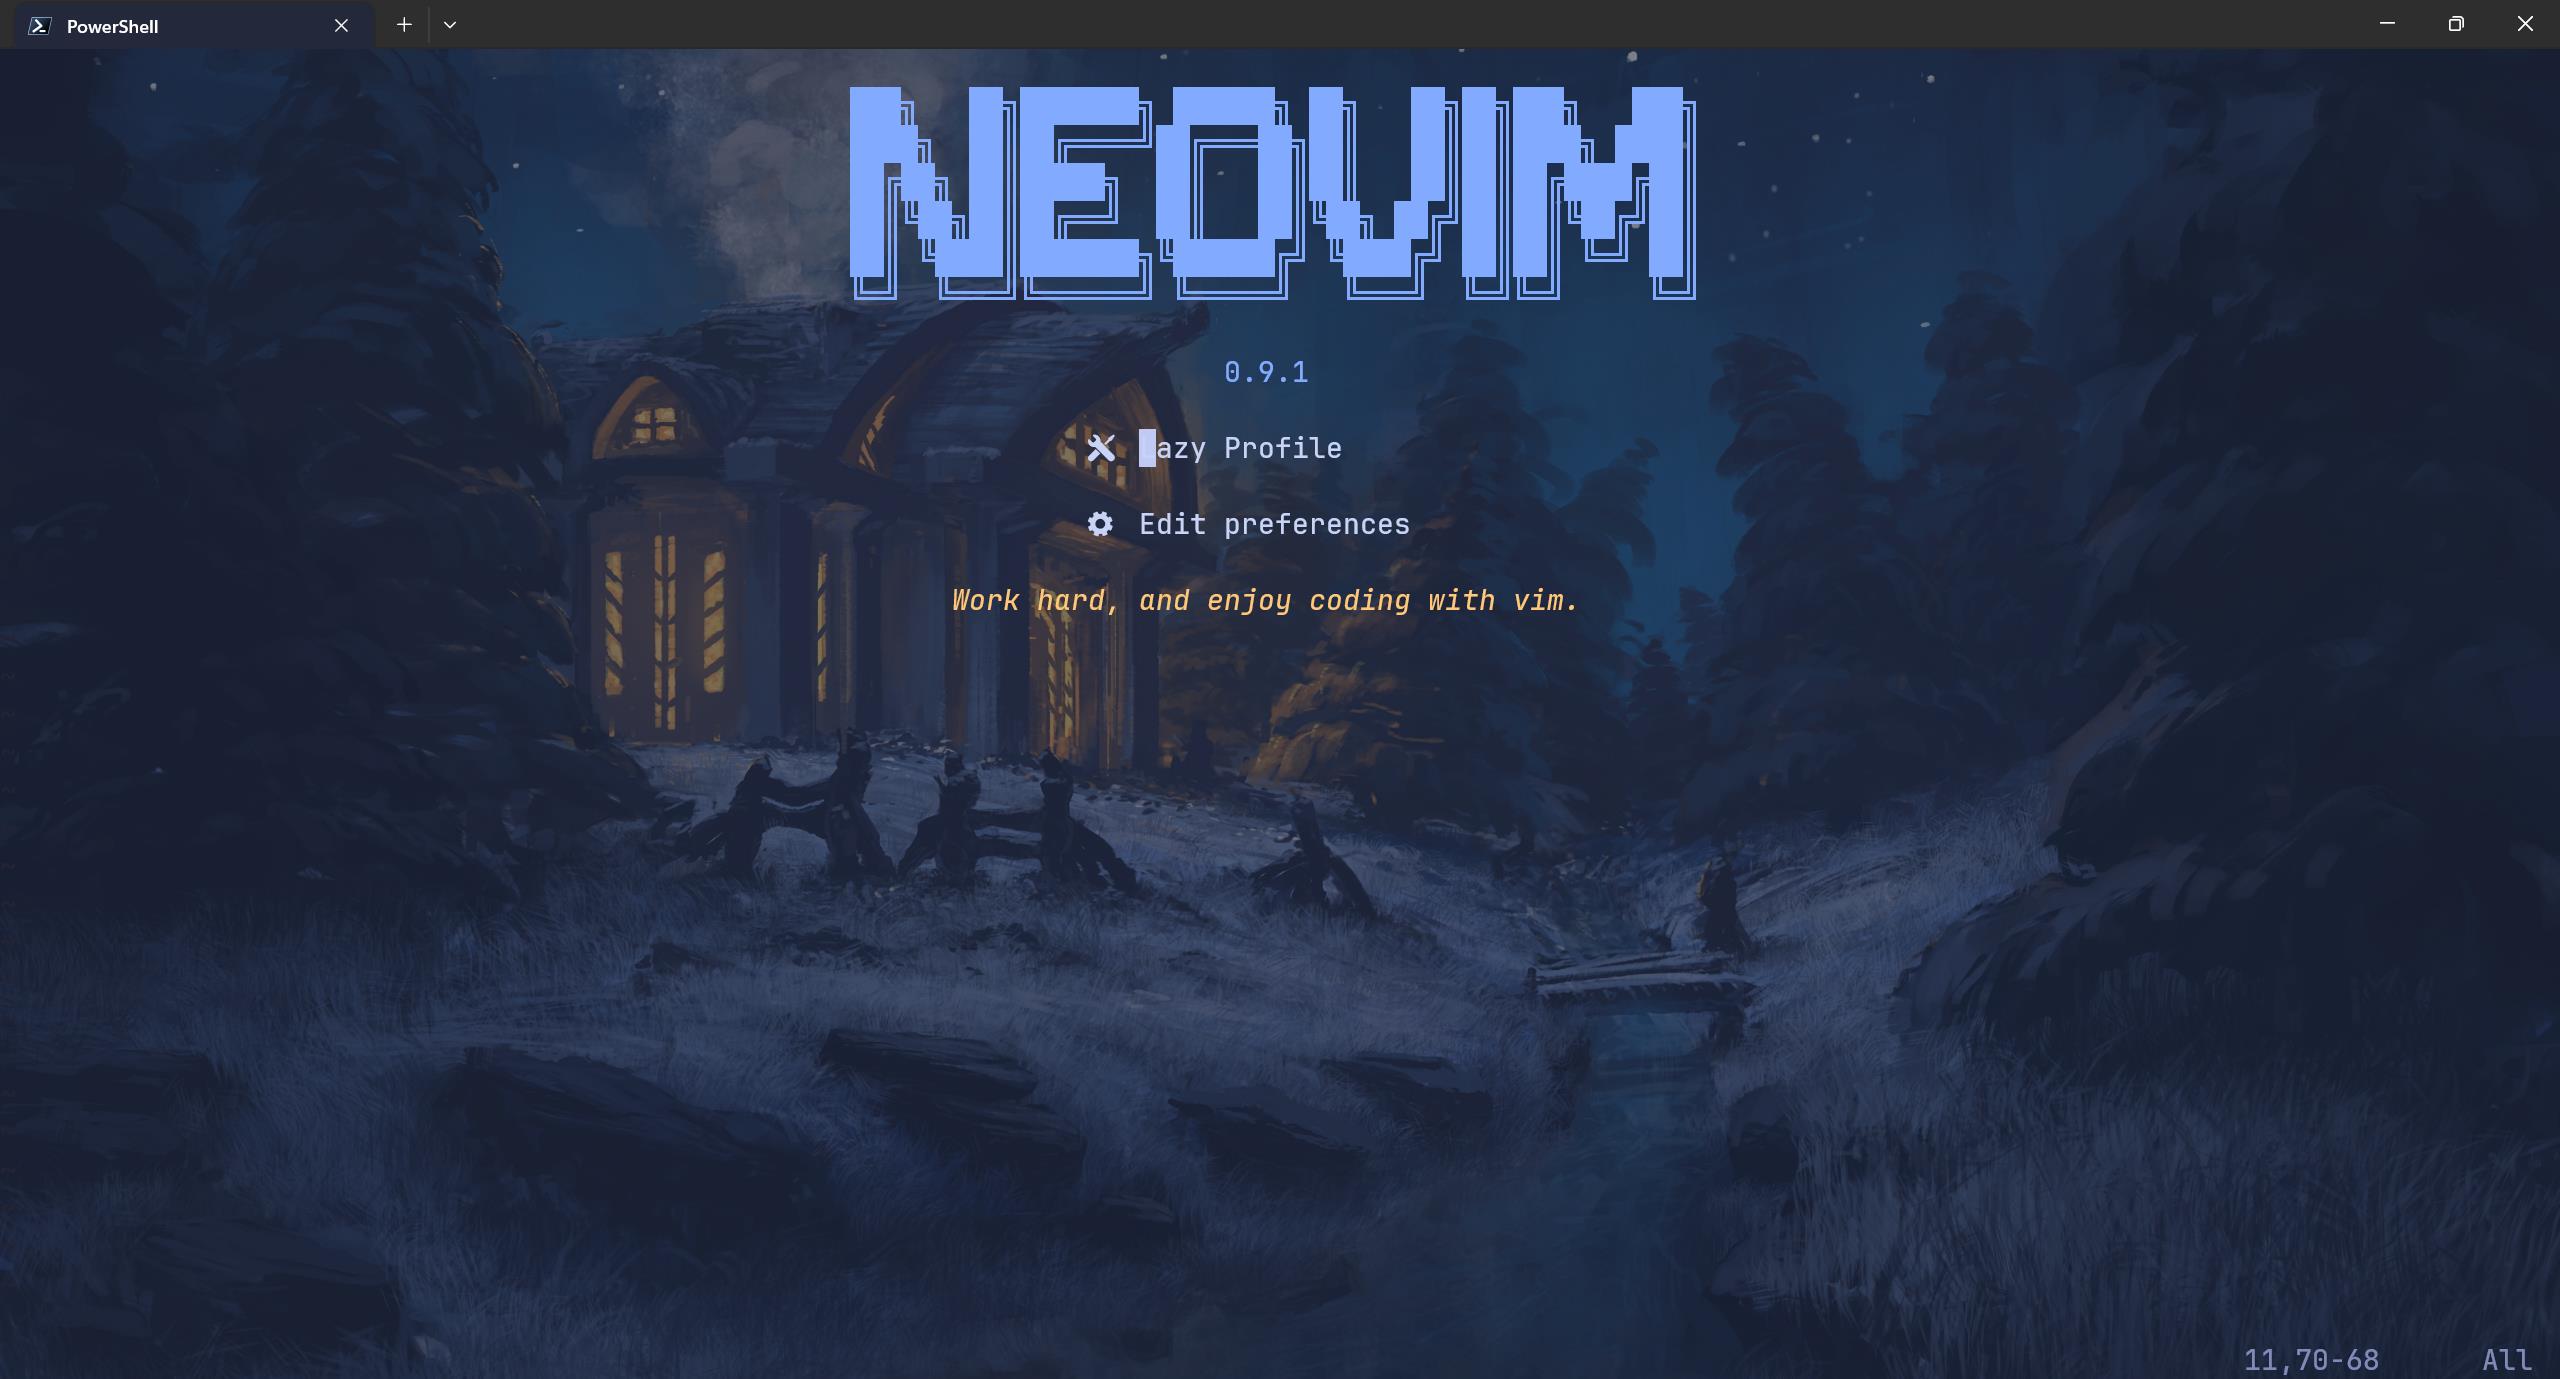 PowerShell
NEOVIM
0.9.1
Lazy Profile
Edit preferences
Work hard, and enjoy coding with vim.
11,70-68 All